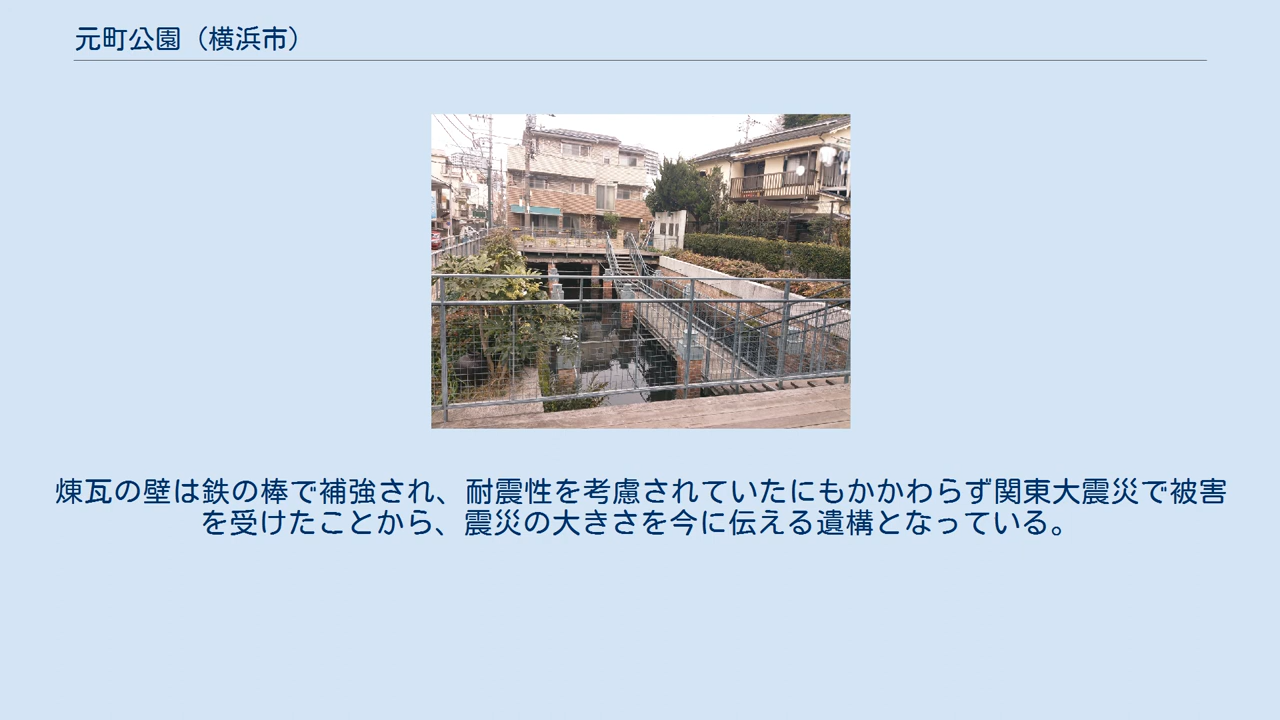 元町公園（横浜市）
煉瓦の壁は鉄の棒で補強され、耐震性を考慮されていたにもかかわらず関東大震災で被害
を受けたことから、震災の大きさを今に伝える遺構となっている。